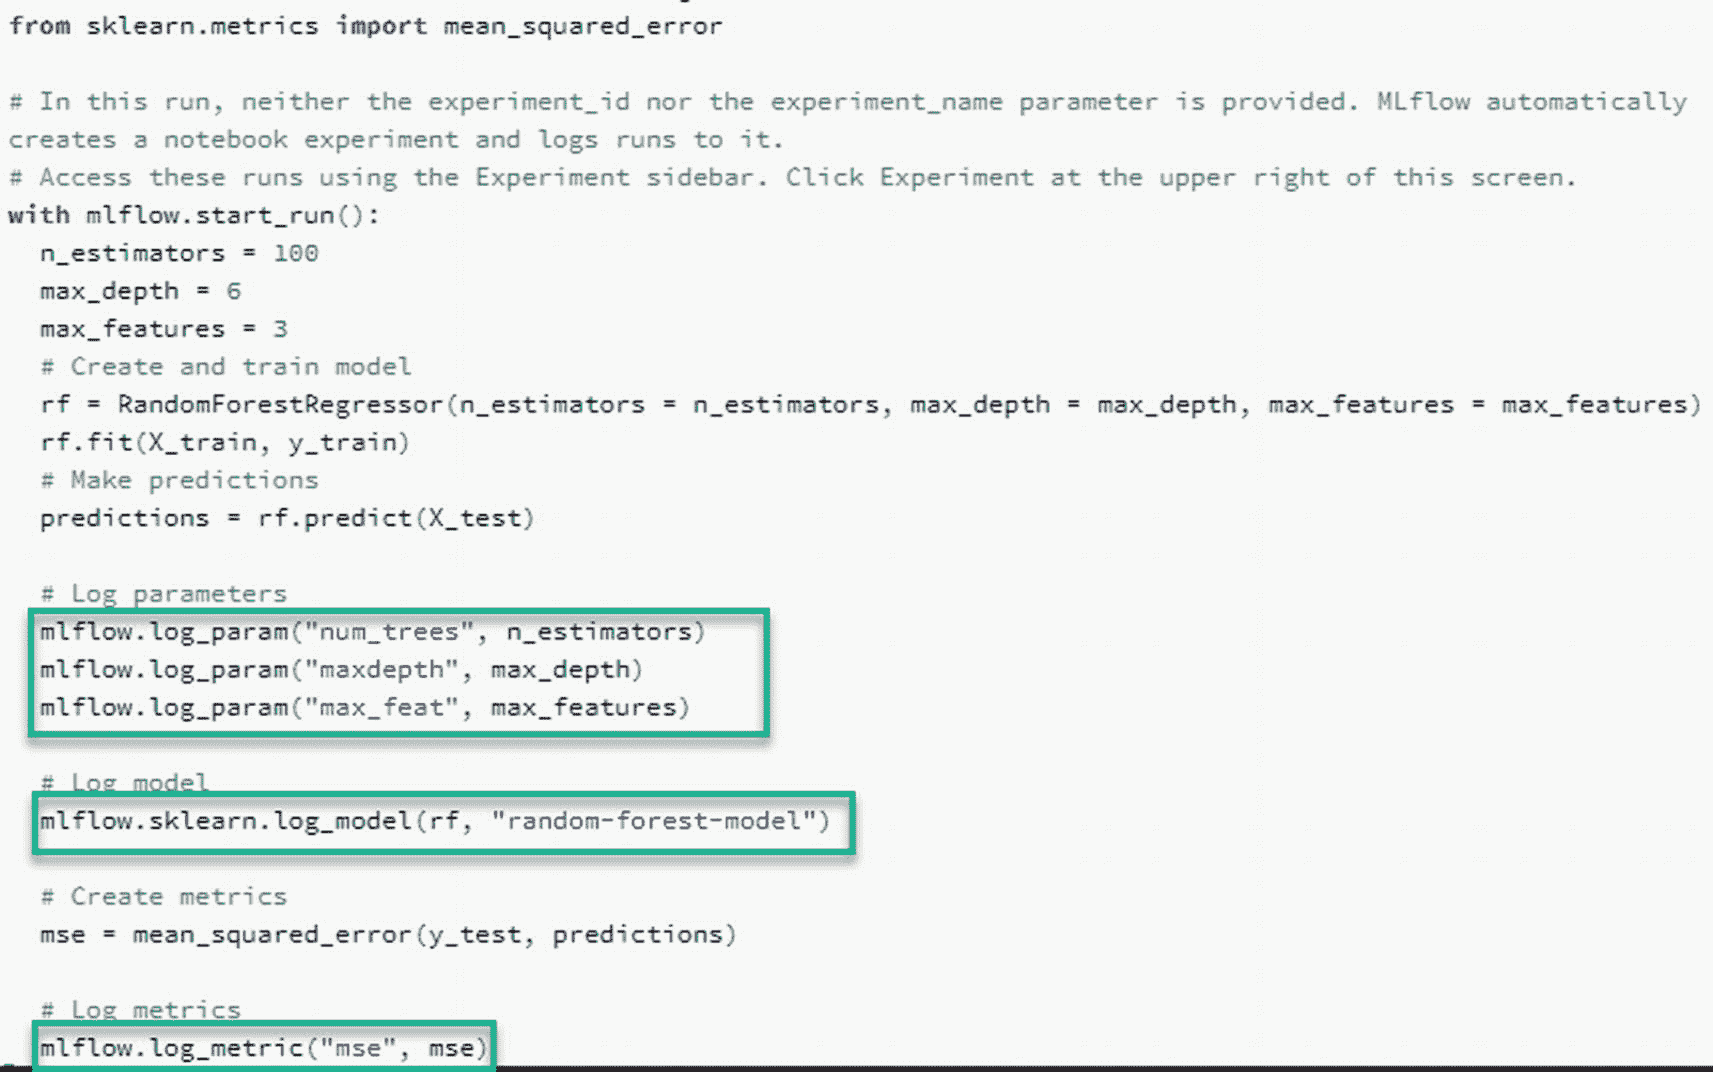 from sklearn.metrics import mean_squared_error
# In this run, neither the experiment_id nor the experiment_name parameter is provided. MLflow automatically
creates a notebook experiment and logs runs to it.
# Access these runs using the Experiment sidebar. Click Experiment at the upper right of this screen.
with mlflow.start_run():
  n_estimators = 100
  max_depth = 6
  max_features = 3
  # Create and train model
  rf = RandomForestRegressor(n_estimators = n_estimators, max_depth = max_depth, max_features = max_features)
  rf.fit(X_train, y_train)
  # Make predictions
  predictions = rf.predict(X_test)
  # Log parameters
  mlflow.log_param("num_trees", n_estimators)
  mlflow.log_param("maxdepth", max_depth)
  mlflow.log_param("max_feat", max_features)
  # Log model
  mlflow.sklearn.log_model(rf, "random-forest-model")
  # Create metrics
  mse = mean_squared_error(y_test, predictions)
  # Log metrics
  mlflow.log_metric("mse", mse)